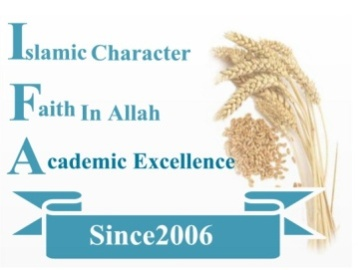 Islamic Character
Faith In Allah
Academic Excellence
Since2006